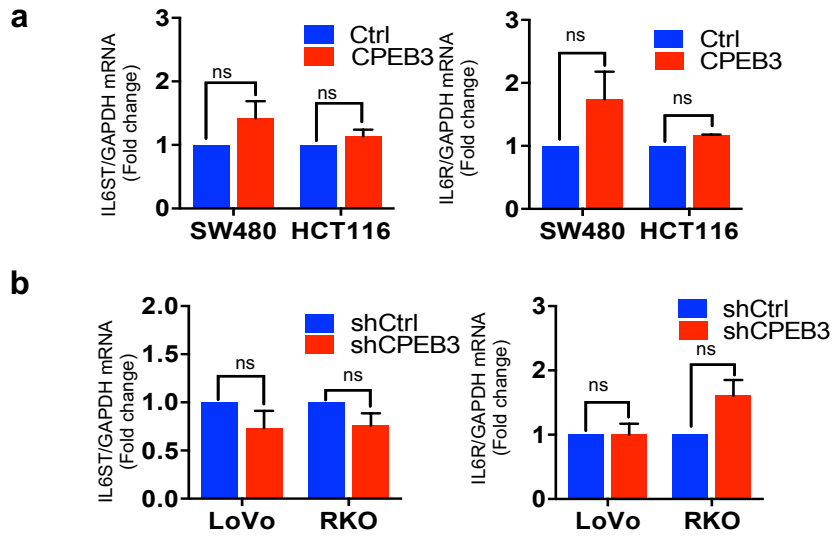 a
IL6ST/GAPDH mRNA
(Fold change)
3
2
1
0
Ctrl
CPEB3
ns
ns
SW480 HCT116
IL6R/GAPDH mRNA
(Fold change)
3
2
1
0
Ctrl
CPEB3
ns
ns
SW480 HCT116
b
IL6ST/GAPDH mRNA
(Fold change)
2.0
1.5
1.0
0.5
0.0
shCtrl
shCPEB3
ns
ns
LoVo RKO
IL6R/GAPDH mRNA
(Fold change)
3
2
1
0
shCtrl
shCPEB3
ns
ns
LoVo RKO